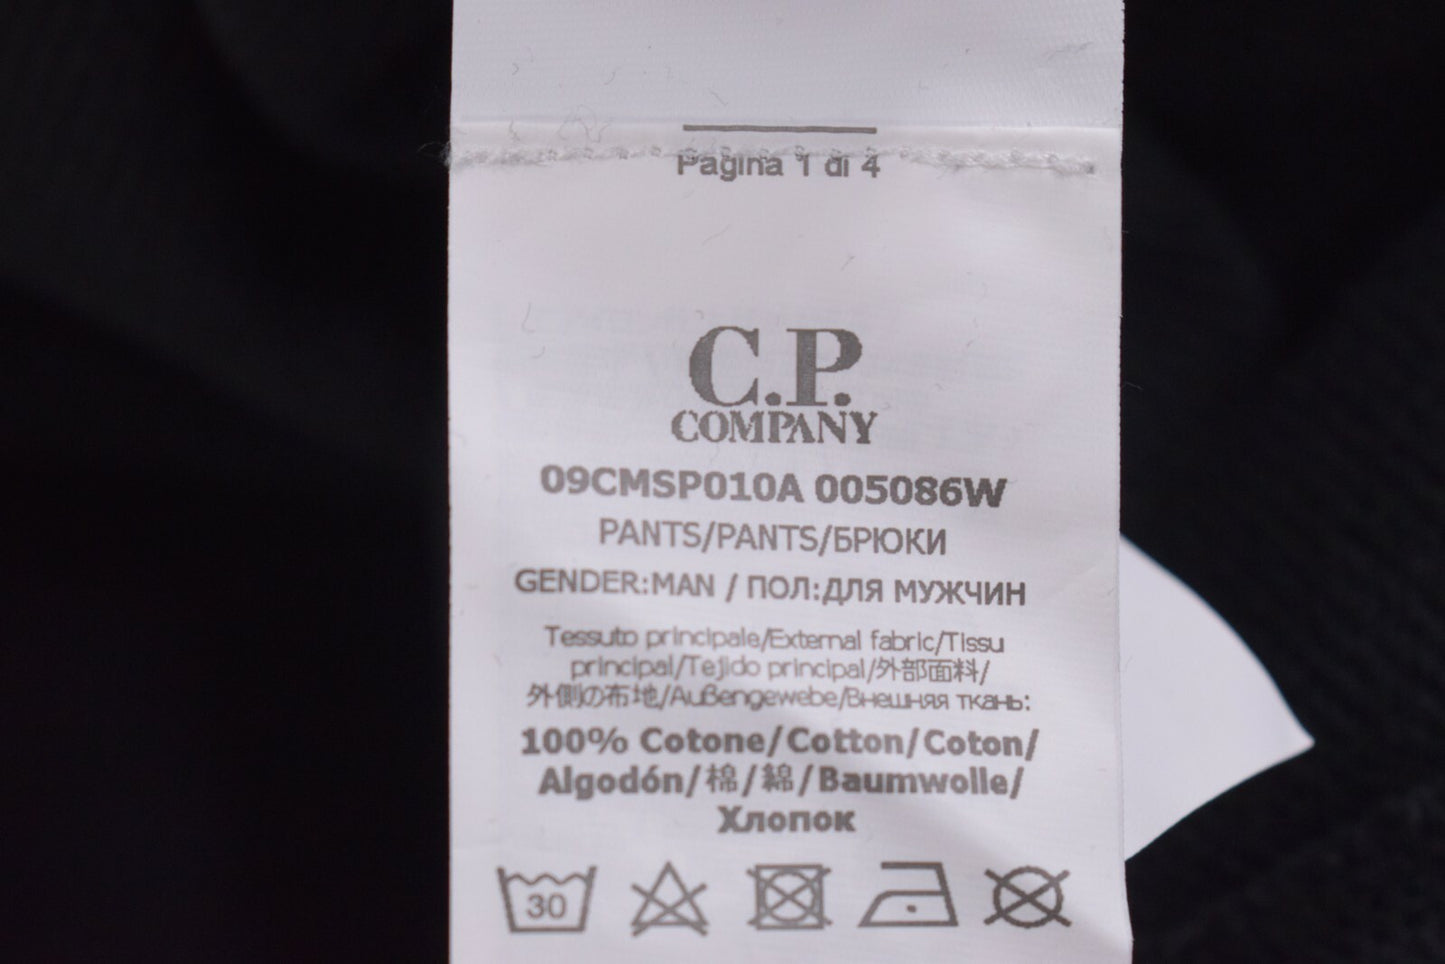 Pagina 1 di 4
C.P.
COMPANY
09CMSP010A 005086W
PANTS/PANTS/БРЮКИ
GENDER:MAN / ПОЛ:ДЛЯ МУЖЧИН
Tessuto principale/External fabric/Tissu
principal/Tejido principal/外部面料/
外側の布地/Außengewebe/Внешняя ткань:
100% Cotone/Cotton/Coton/
Algodón/棉/綿/Baumwolle/
Хлопок
30